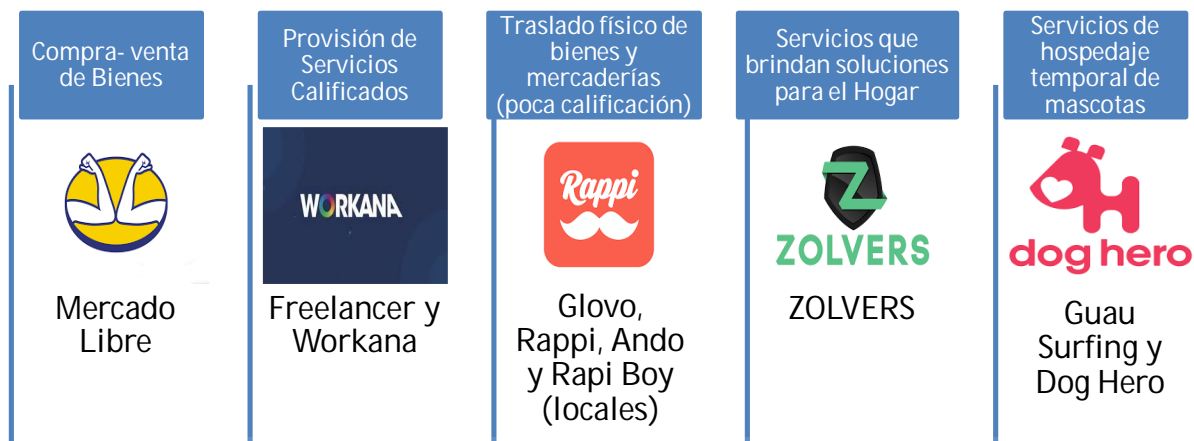 Compra- venta
de Bienes
Provisión de
Servicios
Calificados
Traslado físico de
bienes y
mercaderías
(poca calificación)
Servicios que
brindan soluciones
para el Hogar
Servicios de
hospedaje
temporal de
mascotas
WORKANA
Rappi
Z
ZOLVERS
H
dog hero
Mercado
Libre
Freelancer y
Workana
Glovo,
Rappi, Ando
y Rapi Boy
(locales)
ZOLVERS
Guau
Surfing y
Dog Hero